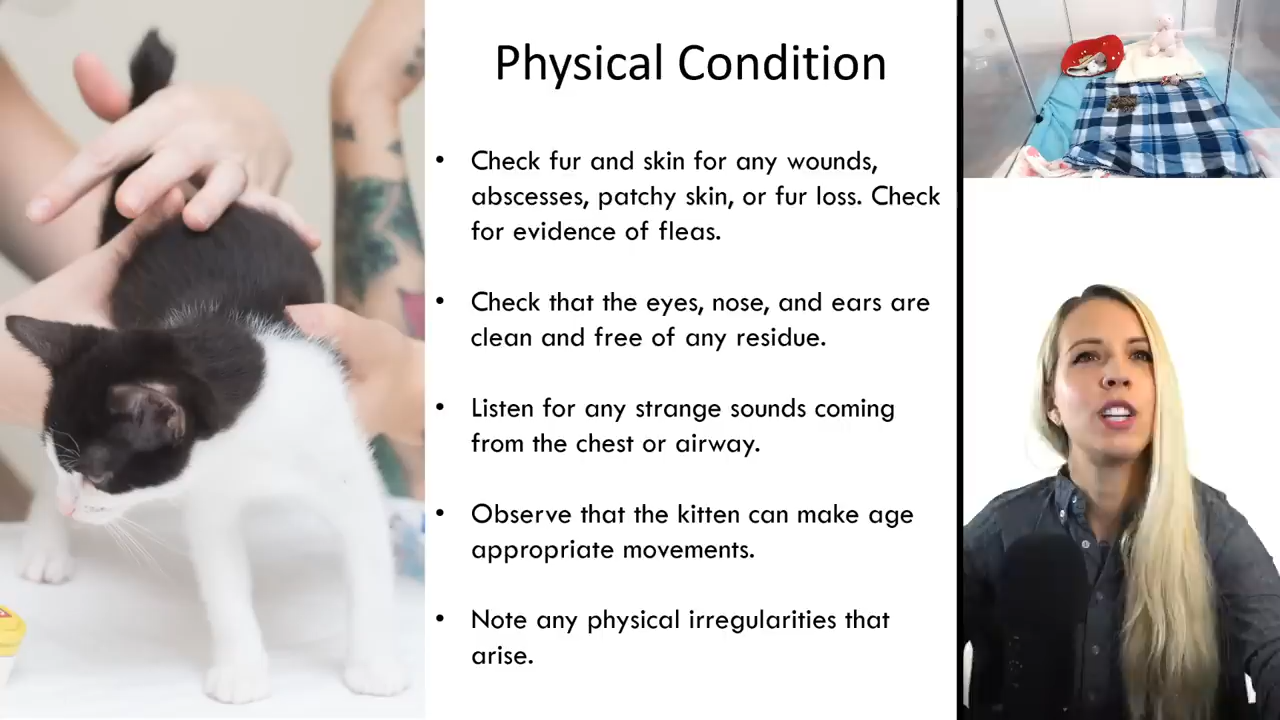 Physical Condition
• Check fur and skin for any wounds,
abscesses, patchy skin, or fur loss. Check
for evidence of fleas.
• Check that the eyes, nose, and ears are
clean and free of any residue.
• Listen for any strange sounds coming
from the chest or airway.
• Observe that the kitten can make age
appropriate movements.
• Note any physical irregularities that
arise.